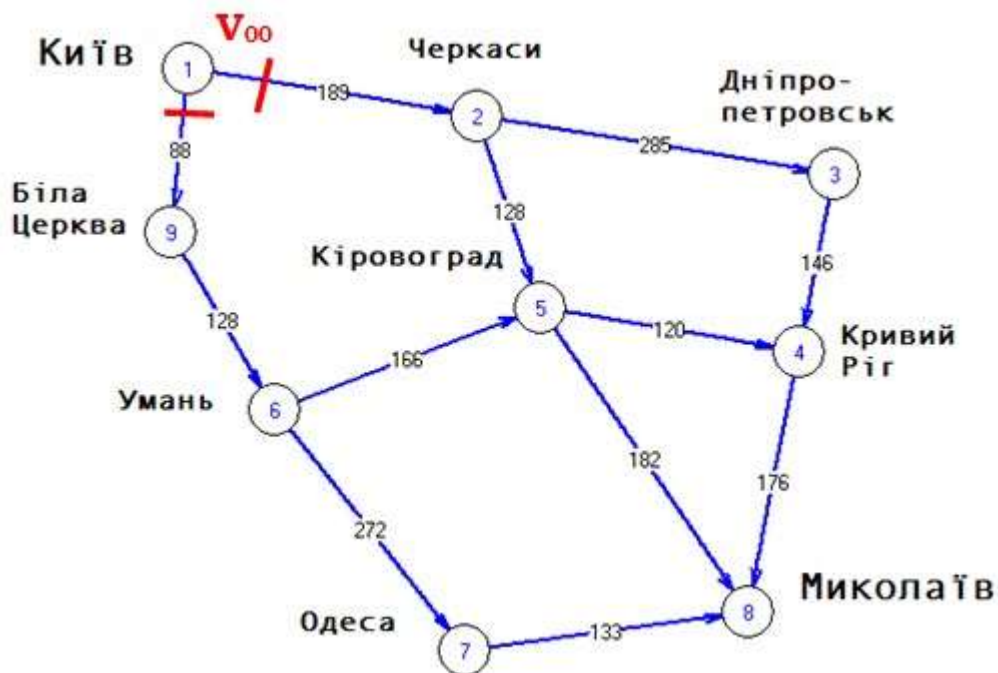 V00
Київ
1
Черкаси
189
2
Дніпро-
петровськ
285
3
88
Біла
Церква
9
128
Кіровоград
146
5
128
120
4
Кривий
Ріг
166
Умань
6
182
176
272
Миколаїв
8
Одеса
133
7